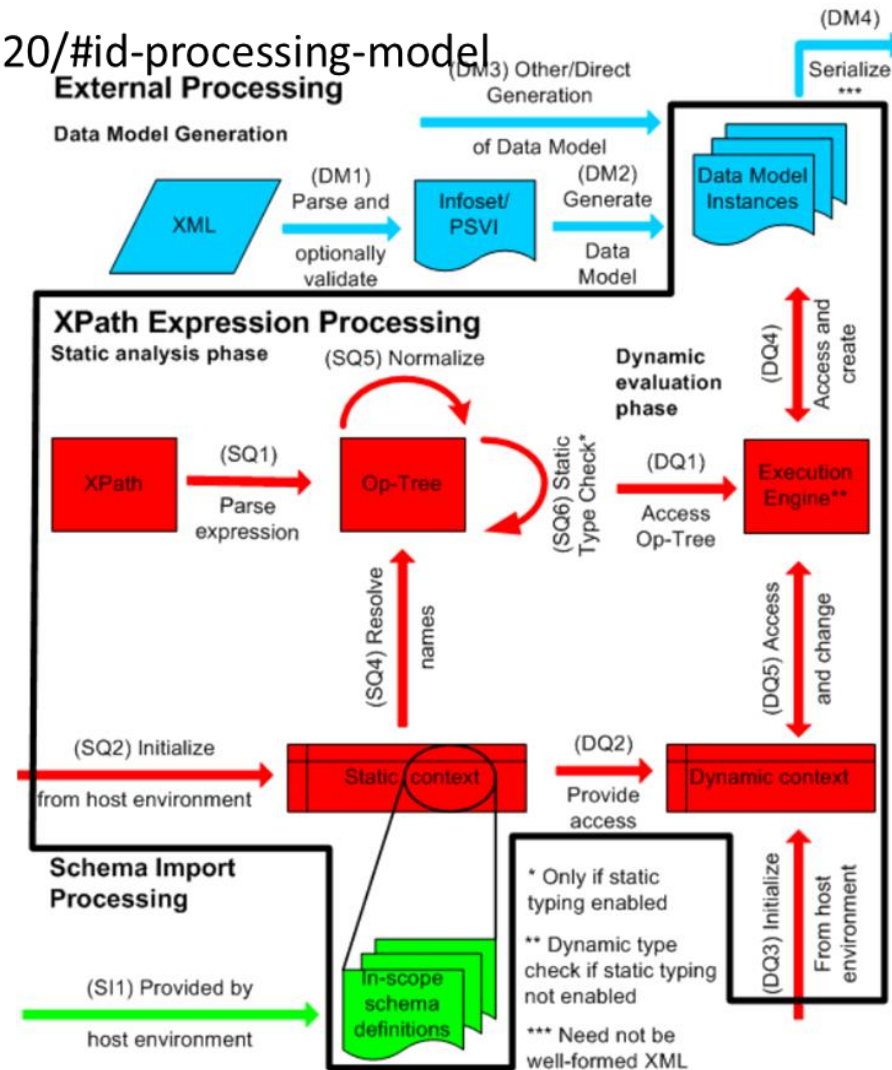 20/#id-processing-model
(DM4)
Serialize
***
External Processing
(DM3) Other/Direct
Generation
of Data Model
Data Model Generation
XML
(DM1)
Parse and
optionally
validate
Infoset/
PSVI
(DM2)
Generate
Data
Model
Data Model
Instances
XPath Expression Processing
Static analysis phase
(SQ5) Normalize
Dynamic
evaluation
phase
(DQ4)
Access and
create
XPath
(SQ1)
Parse
expression
Op-Tree
(SQ6) Static
Type Check*
(DQ1)
Access
Op-Tree
Execution
Engine**
(SQ4) Resolve
names
(DQ5) Access
and change
(SQ2) Initialize
from host environment
Static context
(DQ2)
Provide
access
Dynamic context
Schema Import
Processing
(SI1) Provided by
host environment
In-scope
schema
definitions
* Only if static
typing enabled
** Dynamic type
check if static typing
not enabled
*** Need not be
well-formed XML
(DQ3) Initialize
From host
environment